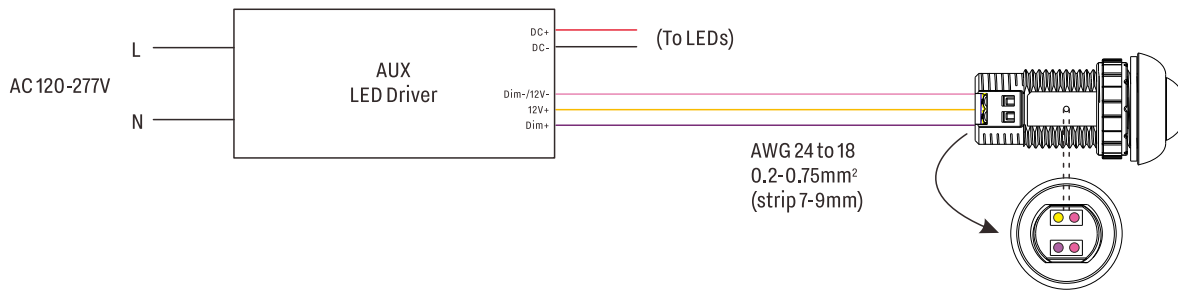 L
AC 120-277V
N
AUX
LED Driver
DC+
DC-
(To LEDs)
Dim-/12V-
12V+
Dim+
AWG 24 to 18
0.2-0.75mm²
(strip 7-9mm)